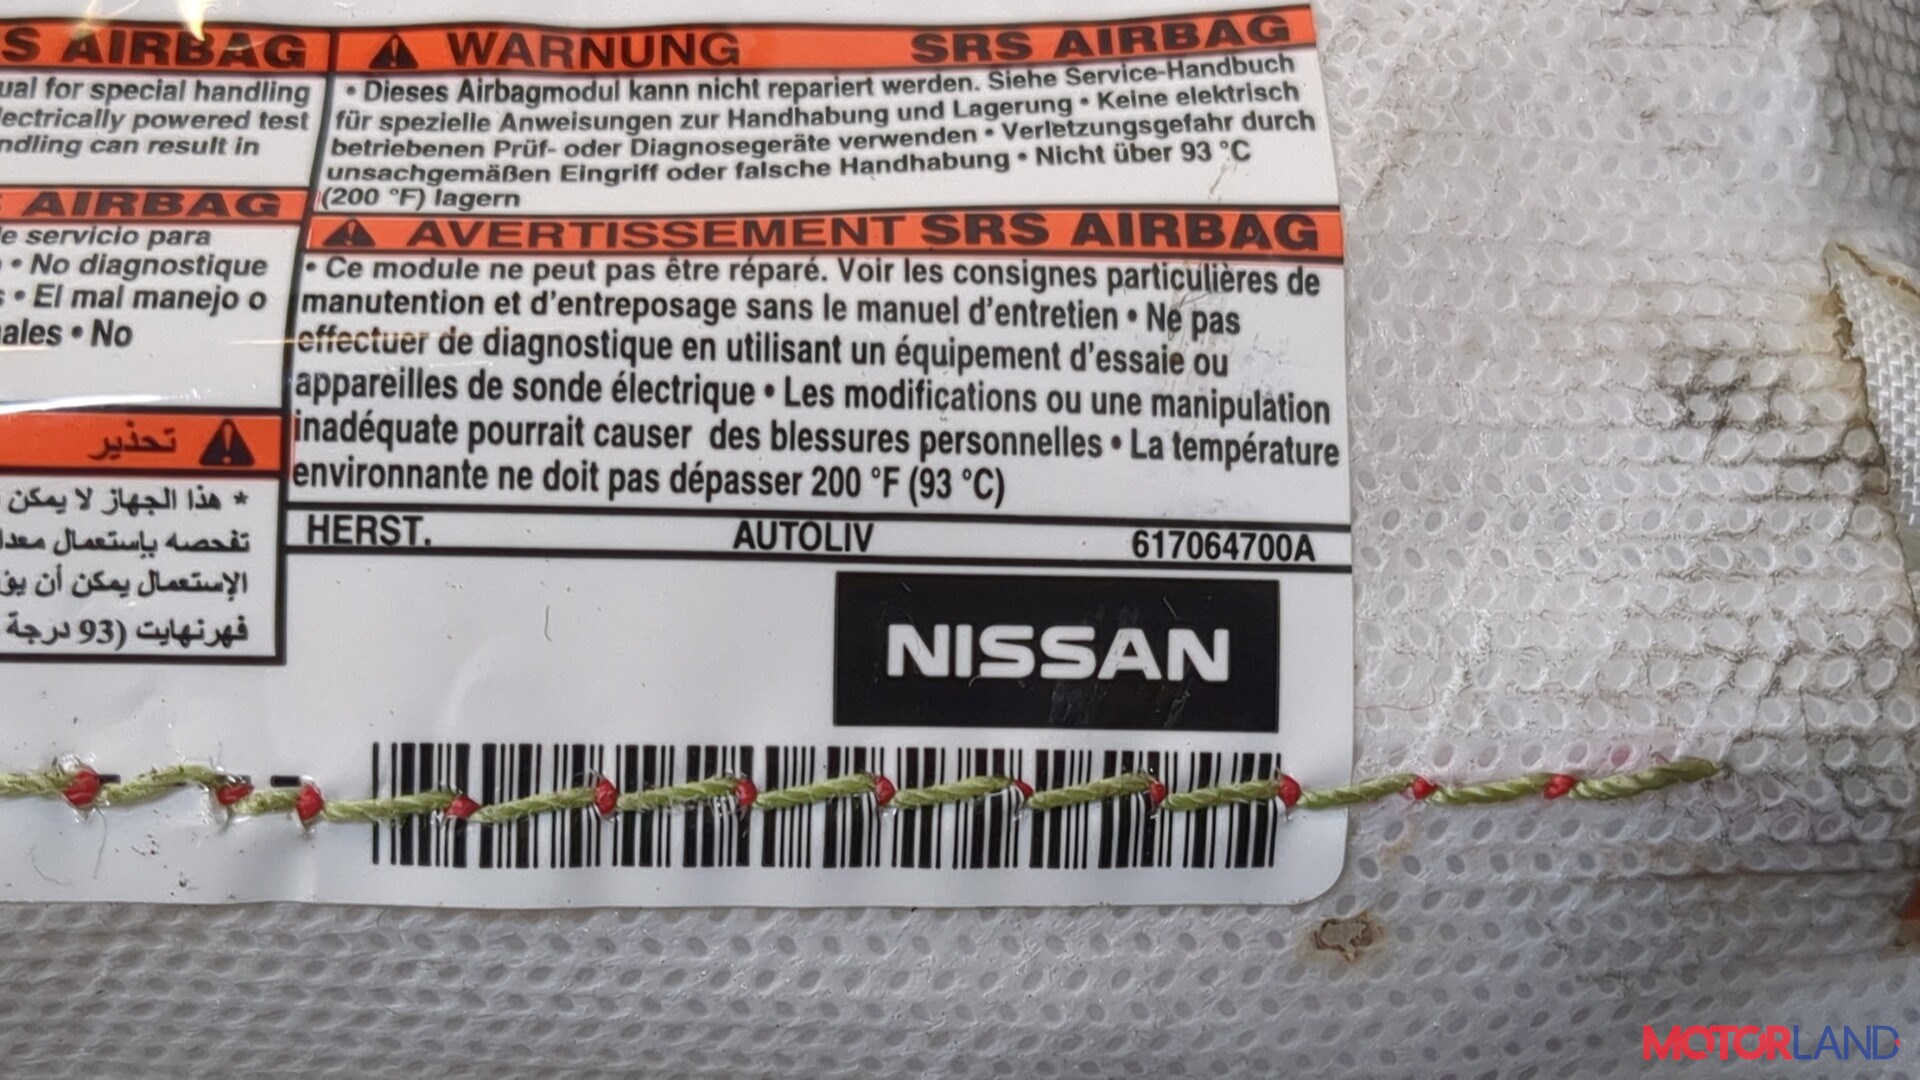 S AIRBAG
ual for special handling
lectrically powered test
ndling can result in
AIRBAG
e servicio para
• No diagnostique
• El mal manejo o
ales • No
تحذير
* هذا الجهاز لا يمكن
تفحصه بإستعمال معدا
الإستعمال يمكن أن يؤ
فهرنهايت (93 درجة
WARNUNG SRS AIRBAG
• Dieses Airbagmodul kann nicht repariert werden. Siehe Service-Handbuch
für spezielle Anweisungen zur Handhabung und Lagerung • Keine elektrisch
betriebenen Prüf- oder Diagnosegeräte verwenden • Verletzungsgefahr durch
unsachgemäßen Eingriff oder falsche Handhabung • Nicht über 93 °C
(200 °F) lagern
AVERTISSEMENT SRS AIRBAG
• Ce module ne peut pas être réparé. Voir les consignes particulières de
manutention et d'entreposage sans le manuel d'entretien • Ne pas
effectuer de diagnostique en utilisant un équipement d'essaie ou
appareilles de sonde électrique • Les modifications ou une manipulation
inadéquate pourrait causer des blessures personnelles • La température
environnante ne doit pas dépasser 200 °F (93 °C)
HERST. AUTOLIV 617064700A
NISSAN
MOTORLAND